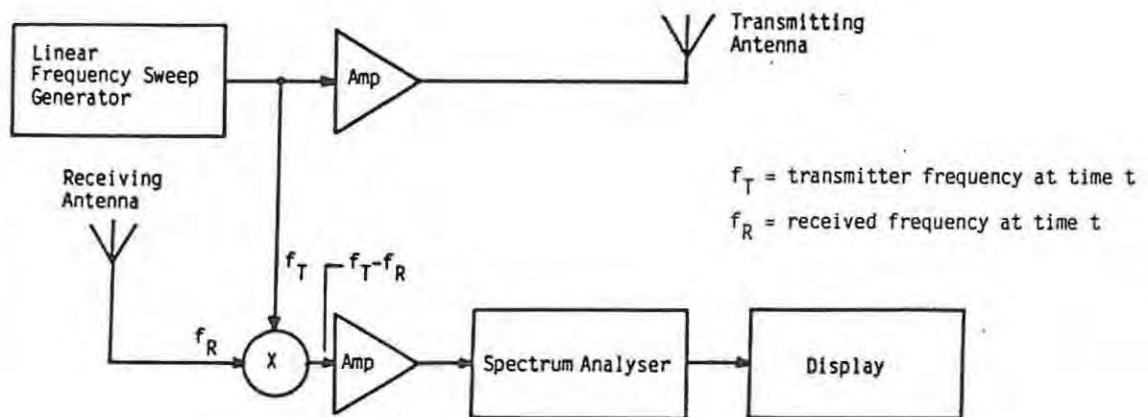 Linear
Frequency Sweep
Generator
Amp
Transmitting
Antenna
Receiving
Antenna
f_T = transmitter frequency at time t
f_R = received frequency at time t
f_T
f_T-f_R
f_R
X
Amp
Spectrum Analyser
Display